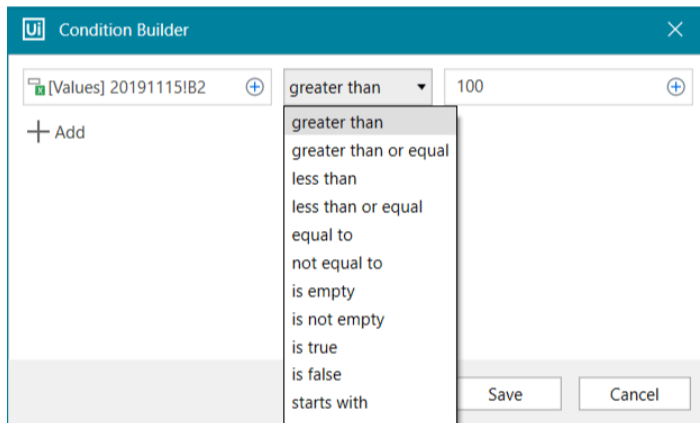 Ui Condition Builder
[Values] 20191115!B2 greater than 100
Add
greater than
greater than or equal
less than
less than or equal
equal to
not equal to
is empty
is not empty
is true
is false
starts with
Save Cancel